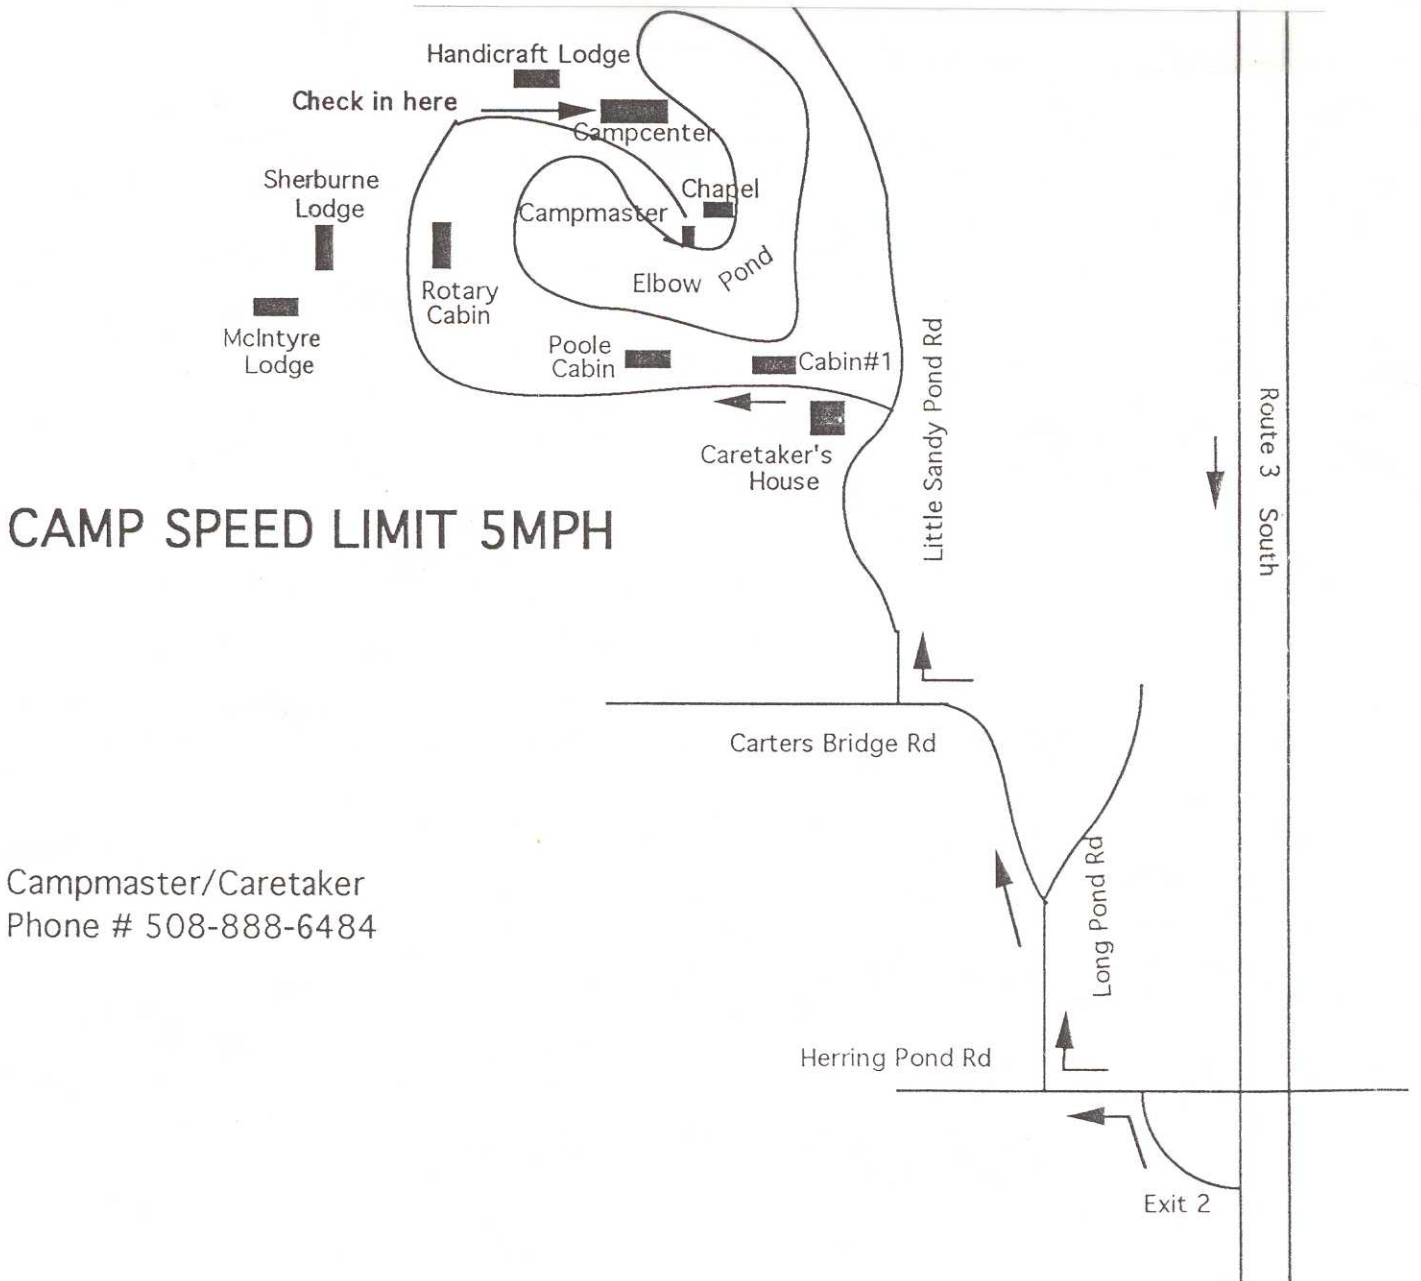 Handicraft Lodge
Check in here
Campcenter
Sherburne
Lodge
Chapel
Campmaster
Elbow Pond
Rotary
Cabin
McIntyre
Lodge
Poole
Cabin
Cabin#1
Caretaker's
House
Little Sandy Pond Rd
Route 3 South
CAMP SPEED LIMIT 5MPH
Carters Bridge Rd
Campmaster/Caretaker
Phone # 508-888-6484
Long Pond Rd
Herring Pond Rd
Exit 2